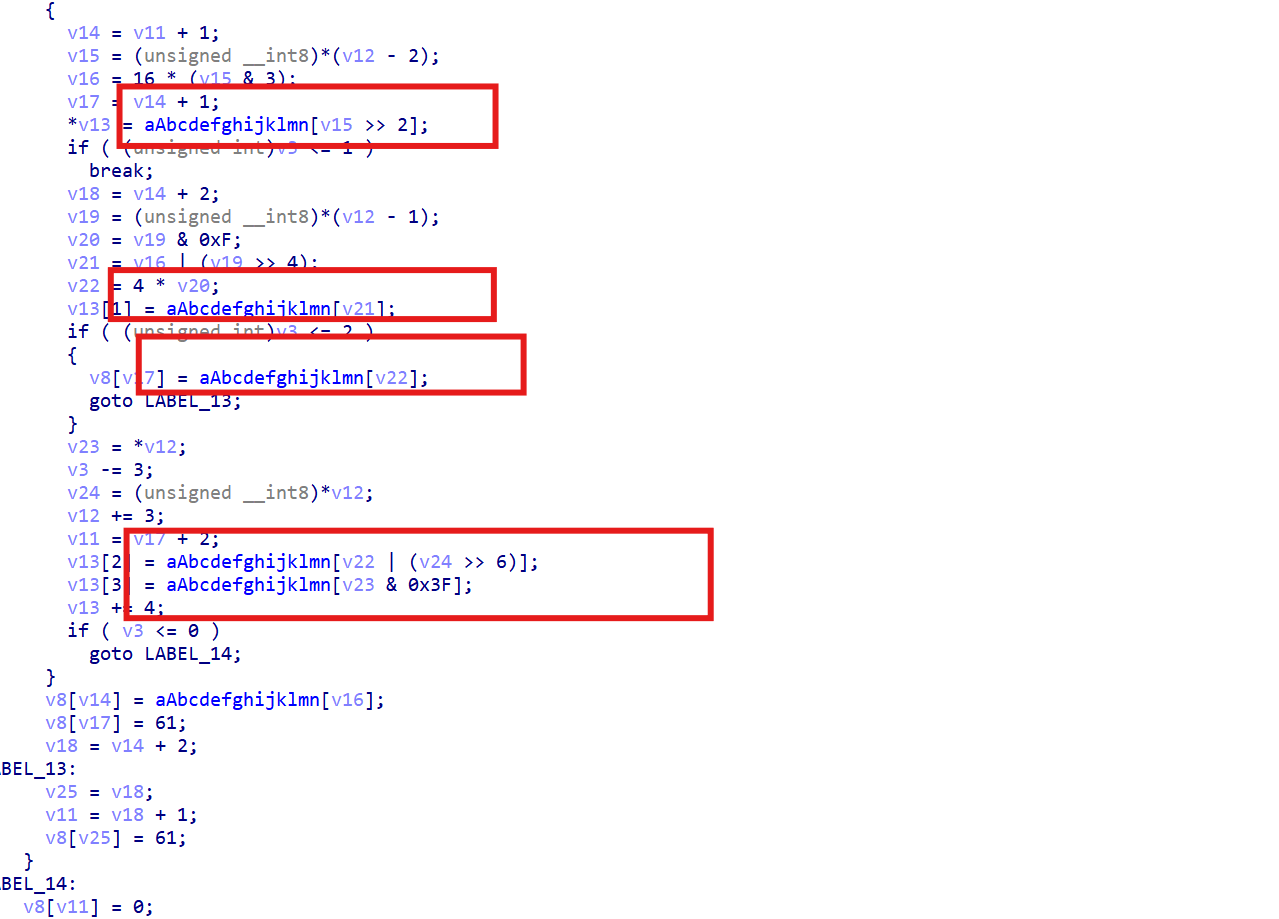 {
v14 = v11 + 1;
v15 = (unsigned __int8)*(v12 - 2);
v16 = 16 * (v15 & 3);
v17 = v14 + 1;
*v13 = aAbcdefghijklmn[v15 >> 2];
if ( (unsigned int)v3 <= 1 )
break;
v18 = v14 + 2;
v19 = (unsigned __int8)*(v12 - 1);
v20 = v19 & 0xF;
v21 = v16 | (v19 >> 4);
v22 = 4 * v20;
v13[1] = aAbcdefghijklmn[v21];
if ( (unsigned int)v3 <= 2 )
{
v8[v17] = aAbcdefghijklmn[v22];
goto LABEL_13;
}
v23 = *v12;
v3 -= 3;
v24 = (unsigned __int8)*v12;
v12 += 3;
v11 = v17 + 2;
v13[2] = aAbcdefghijklmn[v22 | (v24 >> 6)];
v13[3] = aAbcdefghijklmn[v23 & 0x3F];
v13 += 4;
if ( v3 <= 0 )
goto LABEL_14;
}
v8[v14] = aAbcdefghijklmn[v16];
v8[v17] = 61;
v18 = v14 + 2;
ABEL_13:
v25 = v18;
v11 = v18 + 1;
v8[v25] = 61;
}
ABEL_14:
v8[v11] = 0;